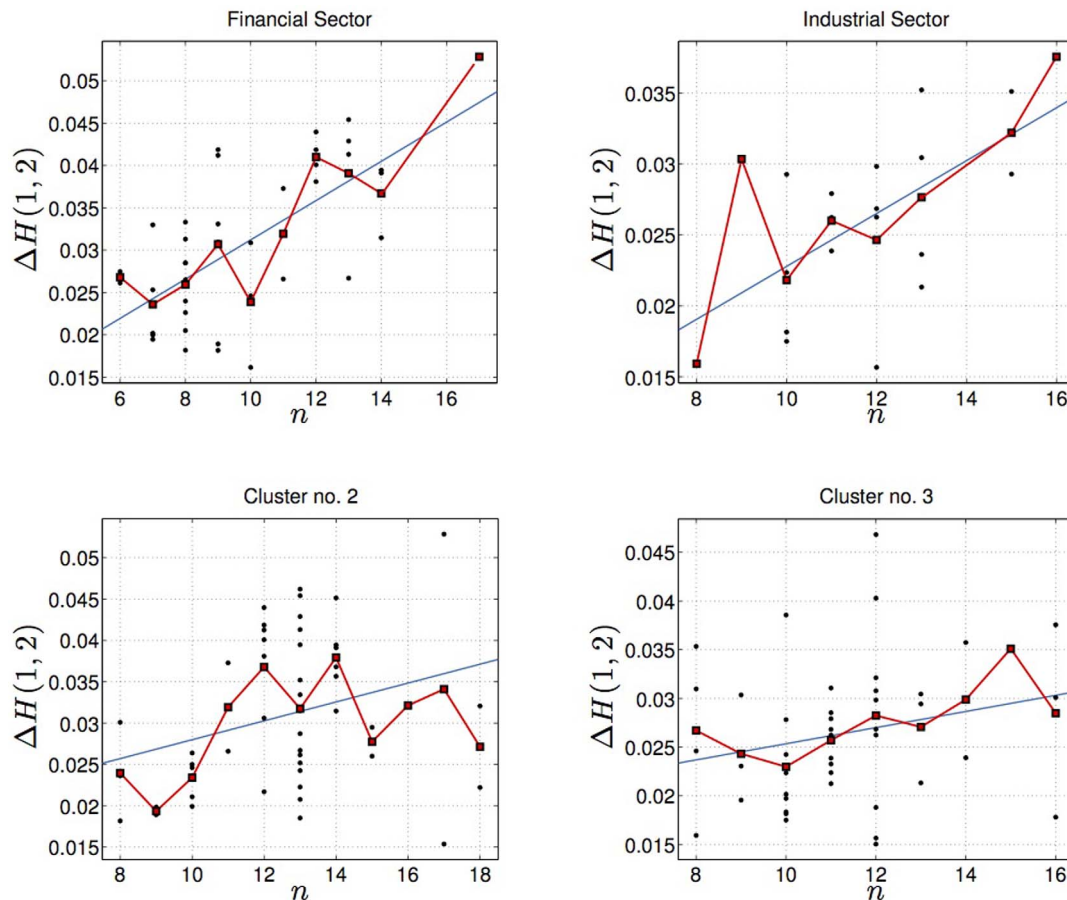 Financial Sector
ΔH(1, 2)
0.05
0.045
0.04
0.035
0.03
0.025
0.02
0.015
6 8 10 12 14 16
n
Industrial Sector
ΔH(1, 2)
0.035
0.03
0.025
0.02
0.015
8 10 12 14 16
n
Cluster no. 2
ΔH(1, 2)
0.05
0.045
0.04
0.035
0.03
0.025
0.02
0.015
8 10 12 14 16 18
n
Cluster no. 3
ΔH(1, 2)
0.045
0.04
0.035
0.03
0.025
0.02
0.015
8 10 12 14 16
n